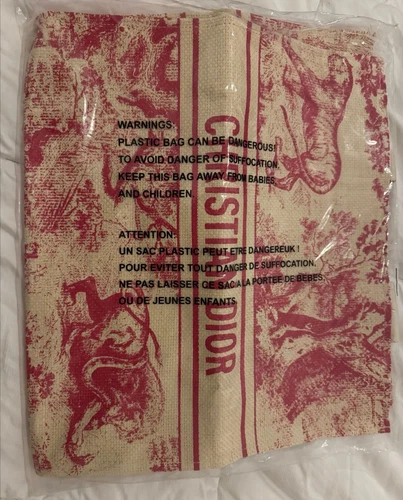 WARNINGS:
PLASTIC BAG CAN BE DANGEROUS!
TO AVOID DANGER OF SUFFOCATION,
KEEP THIS BAG AWAY FROM BABIES
AND CHILDREN.
ATTENTION:
UN SAC PLASTIC PEUT ETRE DANGEREUK !
POUR EVITER TOUT DANGER DE SUFFOCATION,
NE PAS LAISSER CE SAC A LA PORTEE DE BEBES,
OU DE JEUNES ENFANTS.
CHRISTIAN DIOR